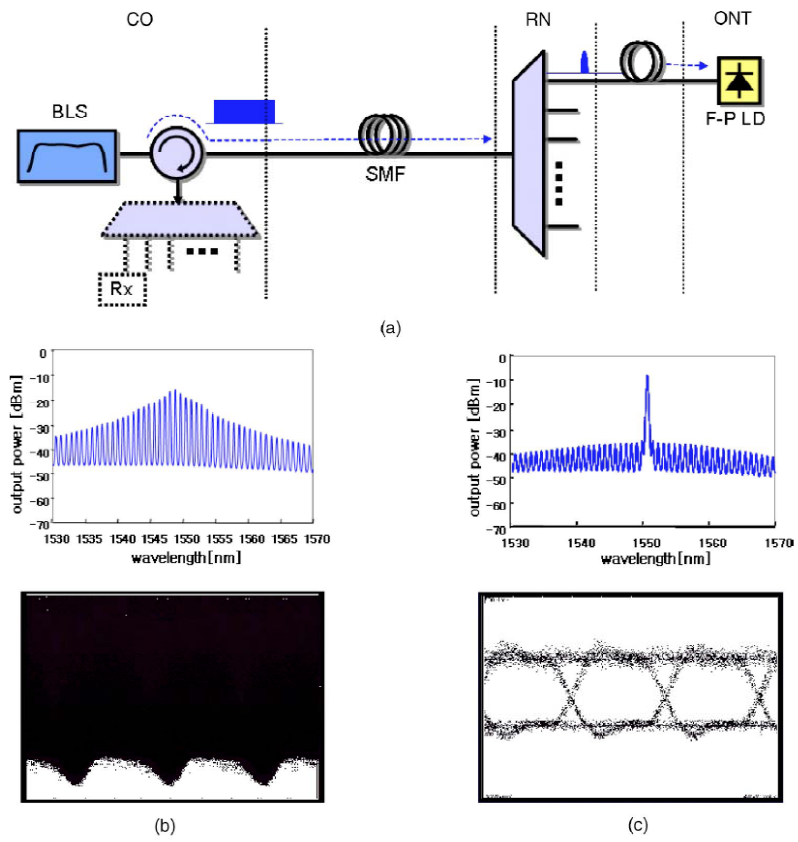 CO RN ONT
BLS
F-P LD
SMF
Rx
(a)
output power [dBm]
0
-10
-20
-30
-40
-50
-60
-70
1530 1535 1540 1545 1550 1555 1560 1565 1570
wavelength[nm]
output power [dBm]
0
-10
-20
-30
-40
-50
-60
-70
1530 1540 1550 1560 1570
wavelength[nm]
(b)
(c)